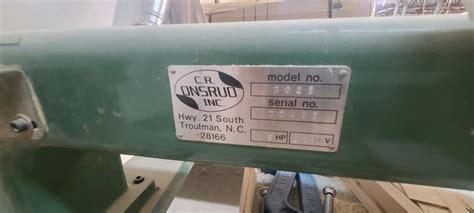 C.R.
ONSRUD
INC.
Hwy. 21 South
Troutman, N.C.
28166
model no.
serial no.
HP
V